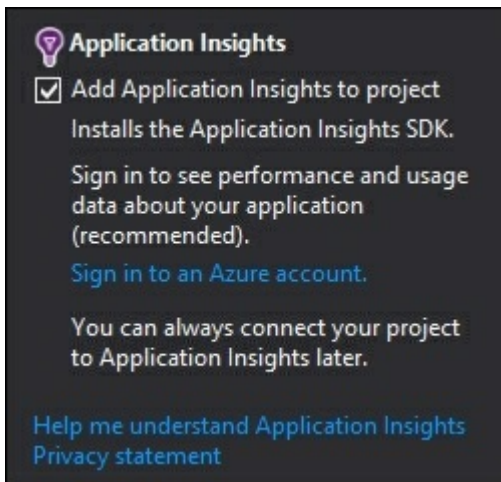 Application Insights
Add Application Insights to project
Installs the Application Insights SDK.
Sign in to see performance and usage
data about your application
(recommended).
Sign in to an Azure account.
You can always connect your project
to Application Insights later.
Help me understand Application Insights
Privacy statement